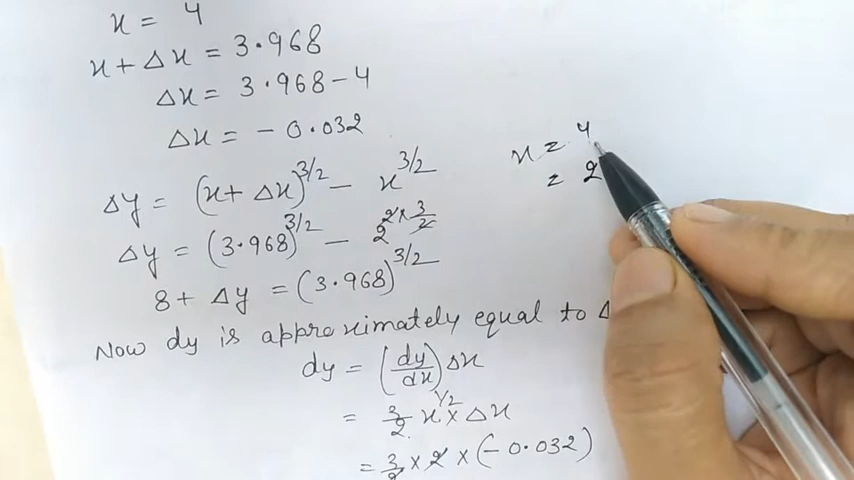 x = 4
x + Δx = 3.968
Δx = 3.968 - 4
Δx = - 0.032
Δy = (x + Δx)^3/2 - x^3/2
Δy = (3.968)^3/2 - 2^2×3/2
8 + Δy = (3.968)^3/2
Now dy is approximately equal to Δ
dy = (dy/dx) Δx
= 3/2 x^1/2 × Δx
= 3/2 × 2 × (- 0.032)
x = 4
= 2